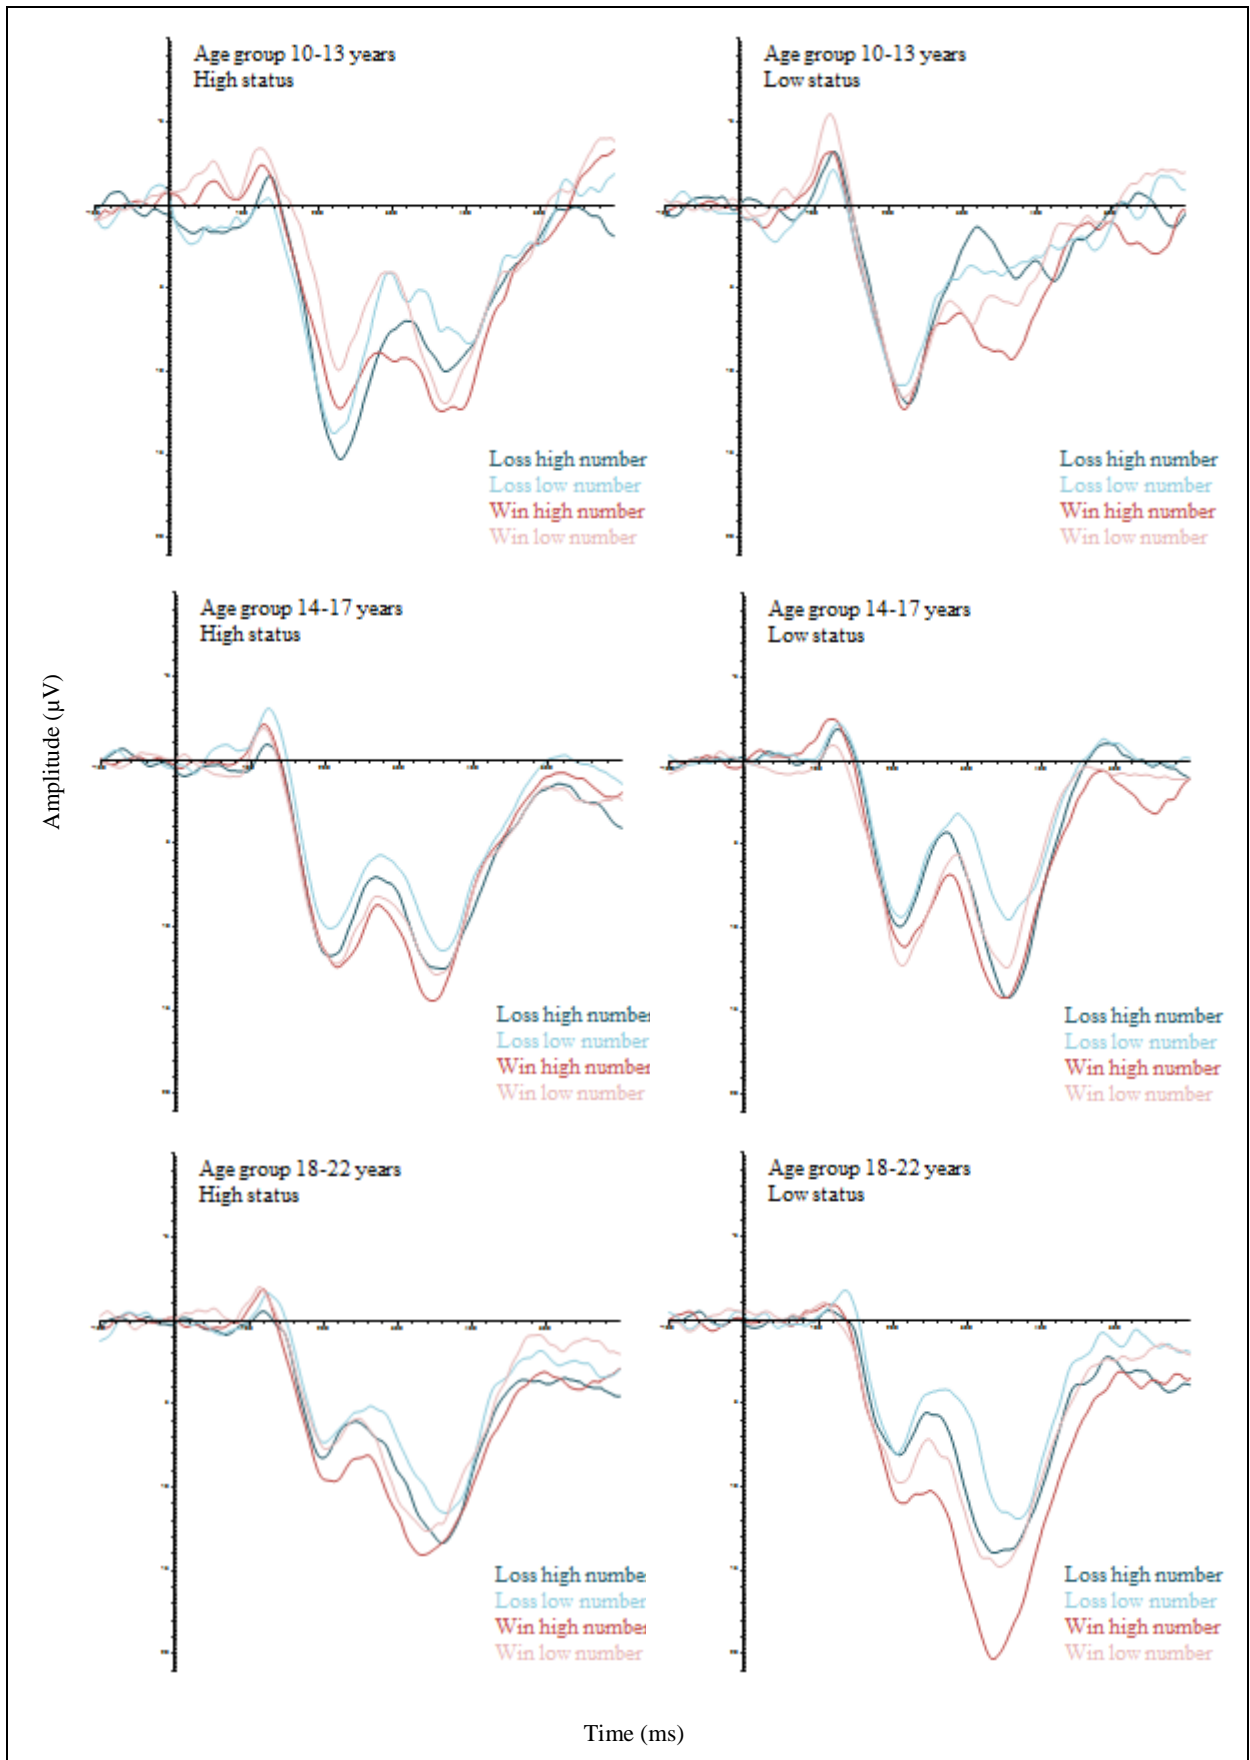 Age group 10-13 years
High status
Loss high number
Loss low number
Win high number
Win low number
Age group 10-13 years
Low status
Loss high number
Loss low number
Win high number
Win low number
Amplitude (μV)
Age group 14-17 years
High status
Loss high number
Loss low number
Win high number
Win low number
Age group 14-17 years
Low status
Loss high number
Loss low number
Win high number
Win low number
Age group 18-22 years
High status
Loss high numbe
Loss low number
Win high number
Win low number
Age group 18-22 years
Low status
Loss high number
Loss low number
Win high number
Win low number
Time (ms)